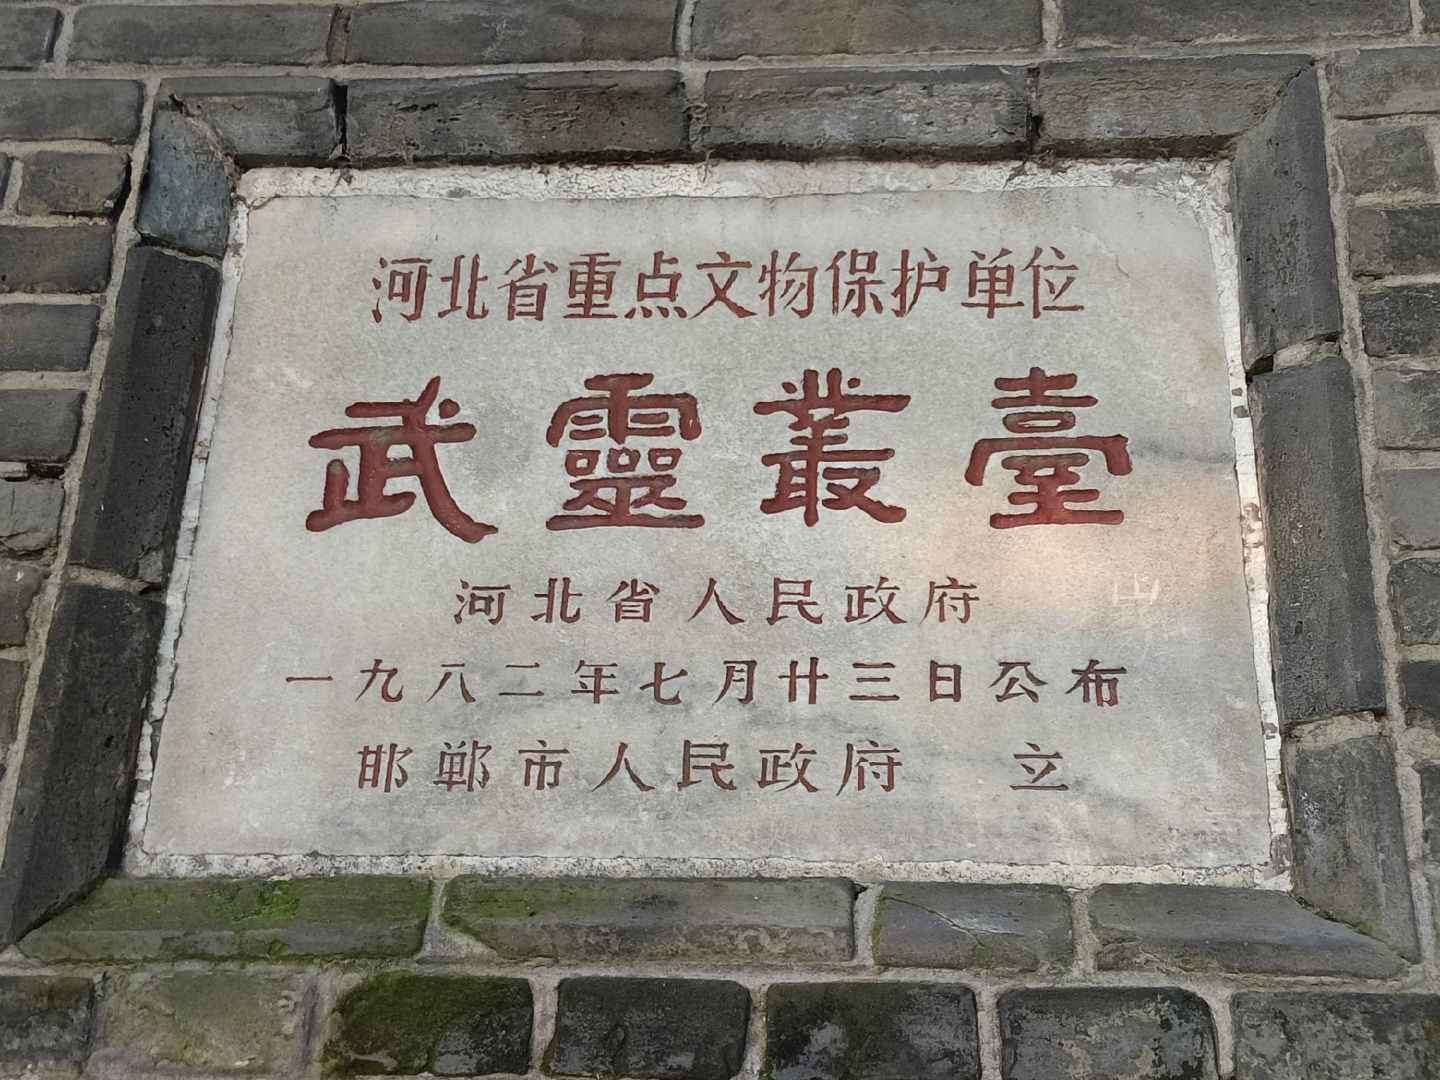 河北省重点文物保护单位
武靈叢臺
河北省人民政府
一九八二年七月廿三日公布
邯郸市人民政府 立